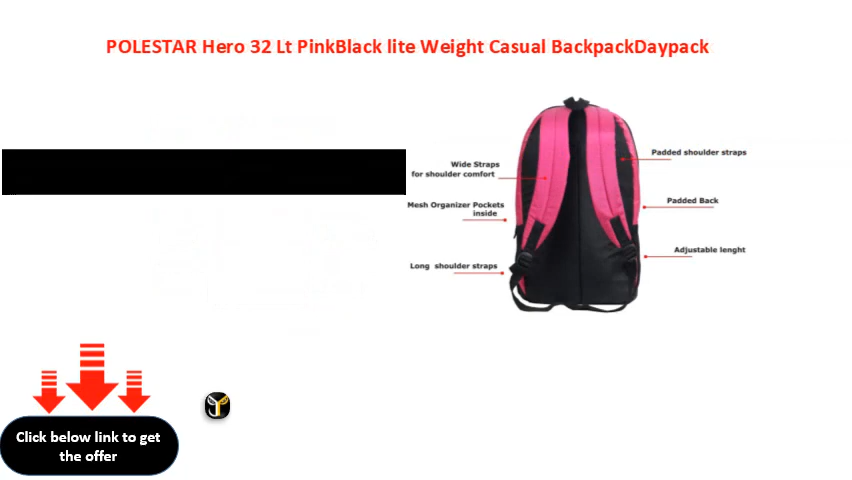 POLESTAR Hero 32 Lt PinkBlack lite Weight Casual BackpackDaypack
Wide Straps
for shoulder comfort
Padded shoulder straps
Mesh Organizer Pockets
inside
Padded Back
Adjustable lenght
Long shoulder straps
Click below link to get
the offer